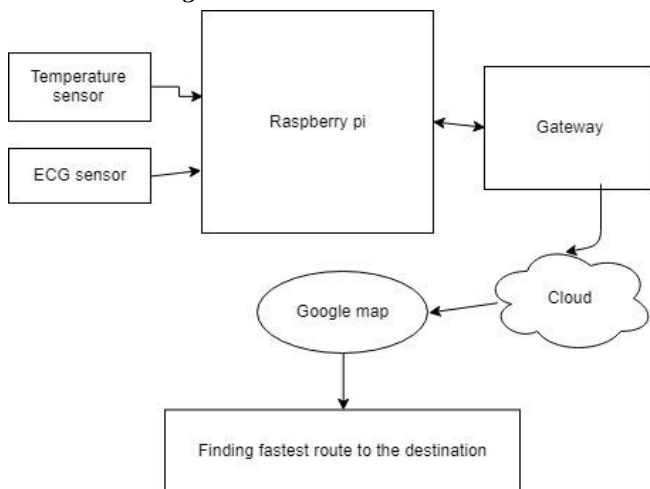 Temperature
sensor
Raspberry pi
Gateway
ECG sensor
Cloud
Google map
Finding fastest route to the destination